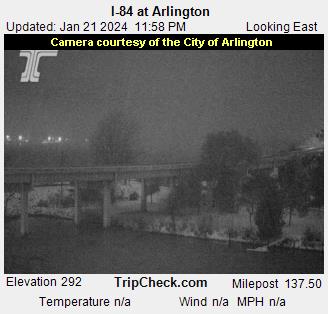 I-84 at Arlington
Updated: Jan 21 2024 11:58 PM Looking East
Camera courtesy of the City of Arlington
Elevation 292 TripCheck.com Milepost 137.50
Temperature n/a Wind n/a MPH n/a